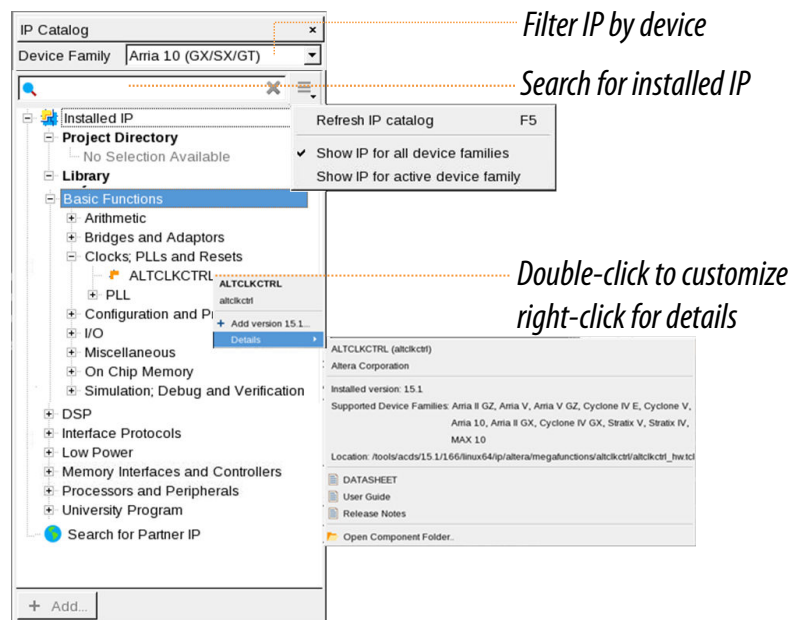 IP Catalog ×
Filter IP by device
Device Family Arria 10 (GX/SX/GT)
Search for installed IP
Installed IP
Project Directory
No Selection Available
Library
Basic Functions
Arithmetic
Bridges and Adaptors
Clocks; PLLs and Resets
ALTCLKCTRL
PLL
Configuration and
I/O
Miscellaneous
On Chip Memory
Simulation; Debug and Verification
DSP
Interface Protocols
Low Power
Memory Interfaces and Controllers
Processors and Peripherals
University Program
Search for Partner IP
+ Add...
Refresh IP catalog F5
✓ Show IP for all device families
Show IP for active device family
Double-click to customize
right-click for details
ALTCLKCTRL
altclkctrl
+ Add version 15.1...
Details
ALTCLKCTRL (altclkctrl)
Altera Corporation
Installed version: 15.1
Supported Device Families: Arria II GZ, Arria V, Arria V GZ, Cyclone IV E, Cyclone V,
Arria 10, Arria II GX, Cyclone IV GX, Stratix V, Stratix IV,
MAX 10
Location: /tools/acds/15.1/166/linux64/ip/altera/megafunctions/altclkctrl/altclkctrl_hw.tcl
DATASHEET
User Guide
Release Notes
Open Component Folder..